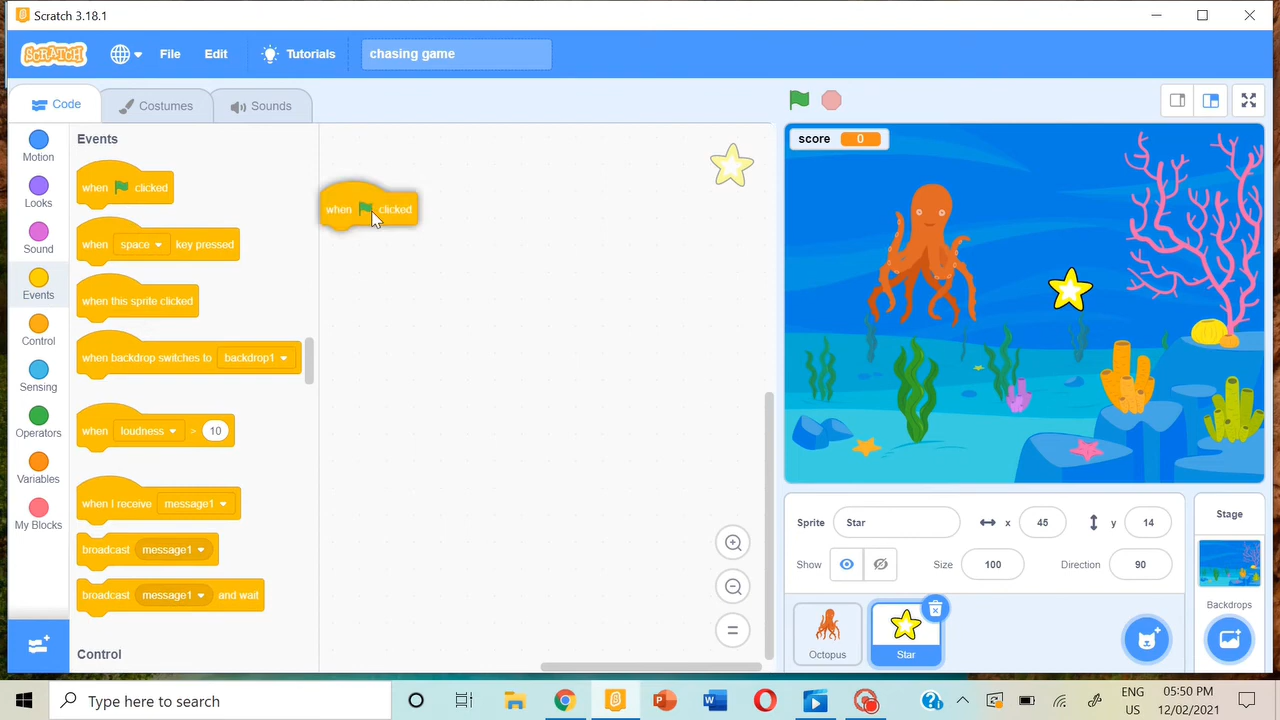 Scratch 3.18.1
SCRATCH File Edit Tutorials chasing game
Code Costumes Sounds
Motion
Looks
Sound
Events
Control
Sensing
Operators
Variables
My Blocks
Events
when clicked
when space key pressed
when this sprite clicked
when backdrop switches to backdrop1
when loudness > 10
when I receive message1
broadcast message1
broadcast message1 and wait
Control
when clicked
score 0
Sprite Star x 45 y 14
Show Size 100 Direction 90
Octopus
Star
Stage
Backdrops
Type here to search
ENG
US
05:50 PM
12/02/2021